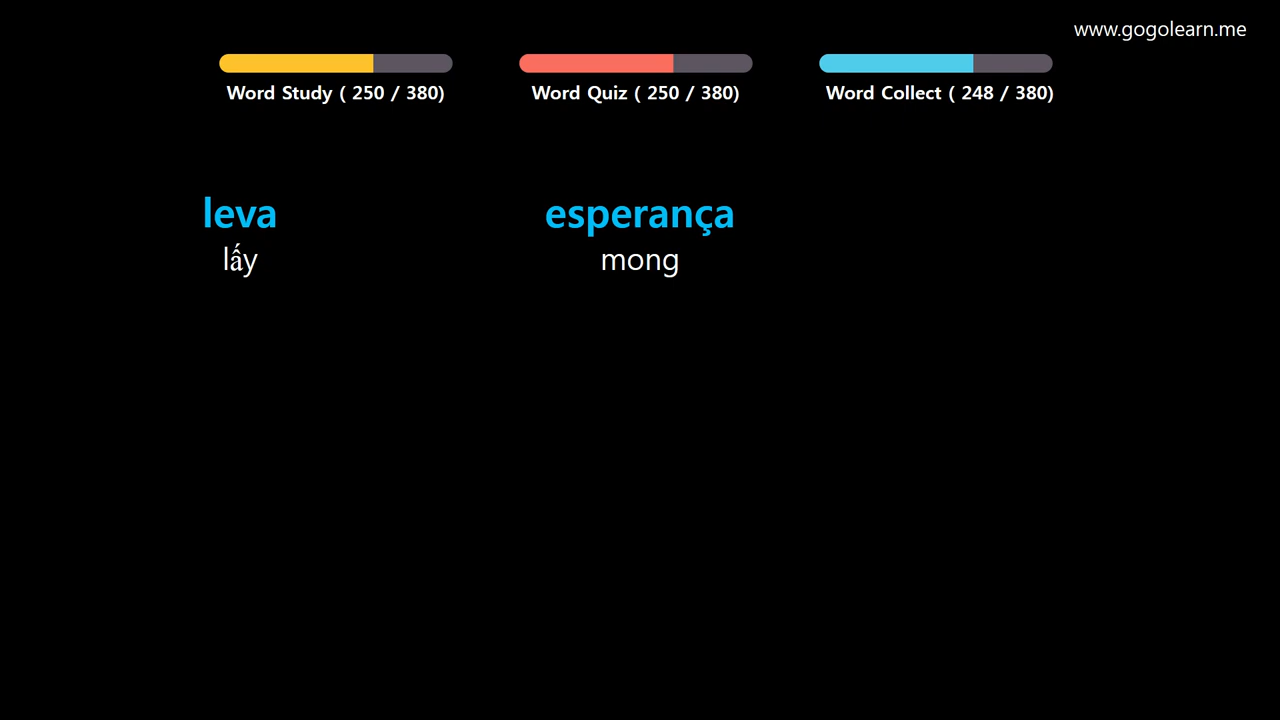 www.gogolearn.me
Word Study ( 250 / 380)
Word Quiz ( 250 / 380)
Word Collect ( 248 / 380)
leva
lấy
esperança
mong